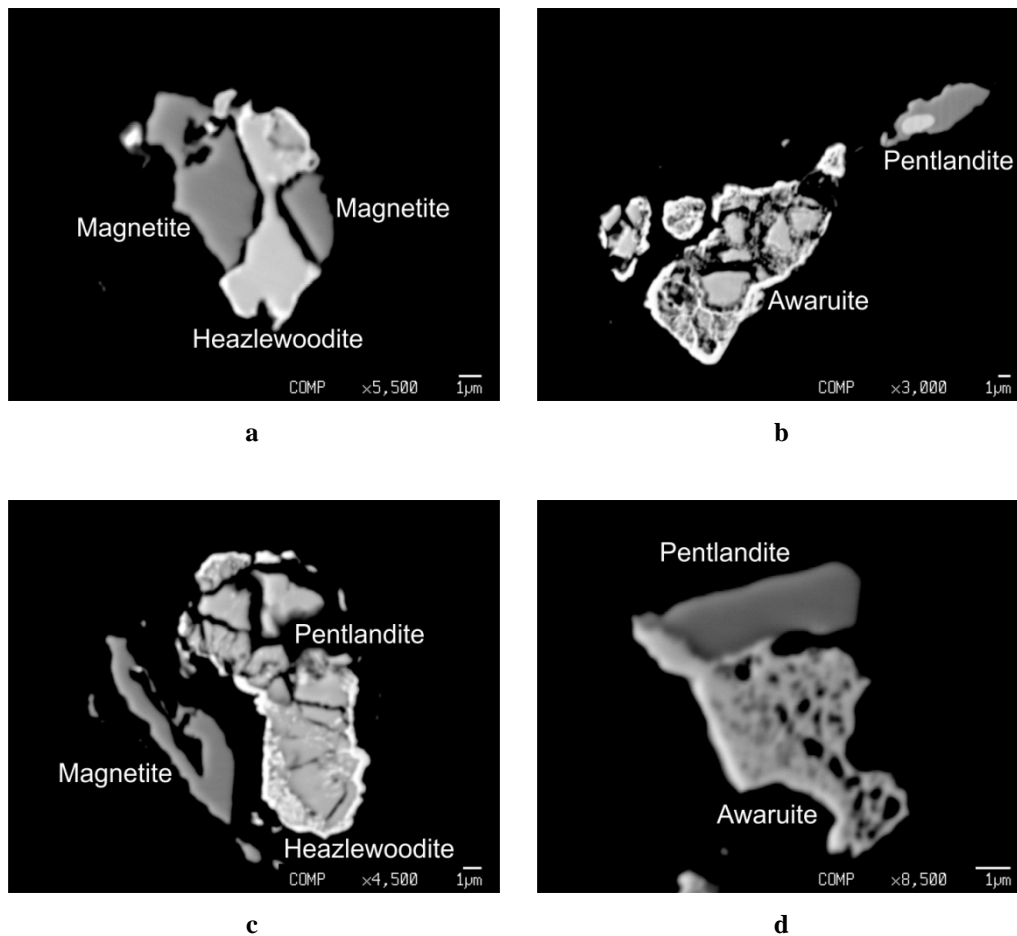 Magnetite
Magnetite
Heazlewoodite
COMP ×5,500 1µm
a
Pentlandite
Awaruite
COMP ×3,000 1µm
b
Pentlandite
Magnetite
Heazlewoodite
COMP ×4,500 1µm
c
Pentlandite
Awaruite
COMP ×8,500 1µm
d